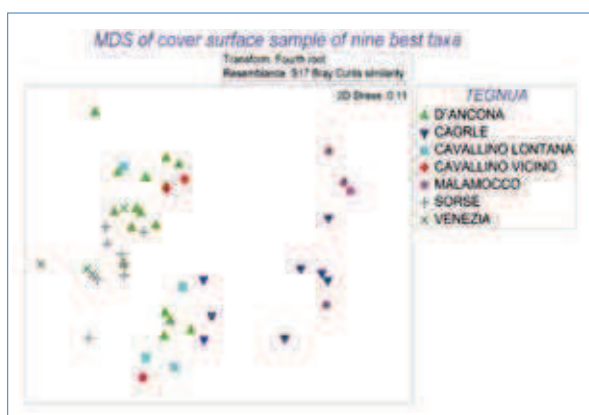 MDS of cover surface sample of nine best taxa
Transform: Fourth root
Resemblance: S17 Bray Curtis similarity
2D Stress: 0,11
TEGNUA
D'ANCONA
CAORLE
CAVALLINO LONTANA
CAVALLINO VICINO
MALAMOCCO
SORSE
VENEZIA